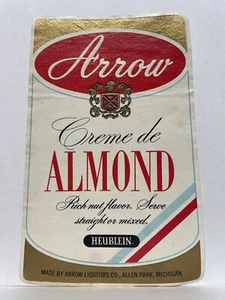 Arrow
Creme de
ALMOND
Rich nut flavor. Serve
straight or mixed.
HEUBLEIN
MADE BY ARROW LIQUEURS CO., ALLEN PARK, MICHIGAN